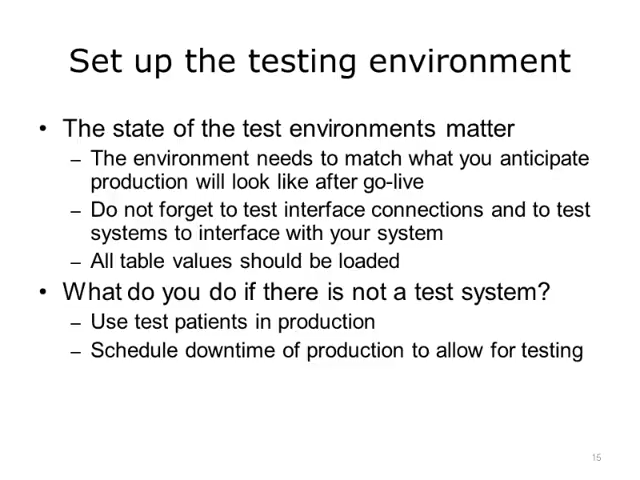 Set up the testing environment
• The state of the test environments matter
– The environment needs to match what you anticipate
production will look like after go-live
– Do not forget to test interface connections and to test
systems to interface with your system
– All table values should be loaded
• What do you do if there is not a test system?
– Use test patients in production
– Schedule downtime of production to allow for testing
15